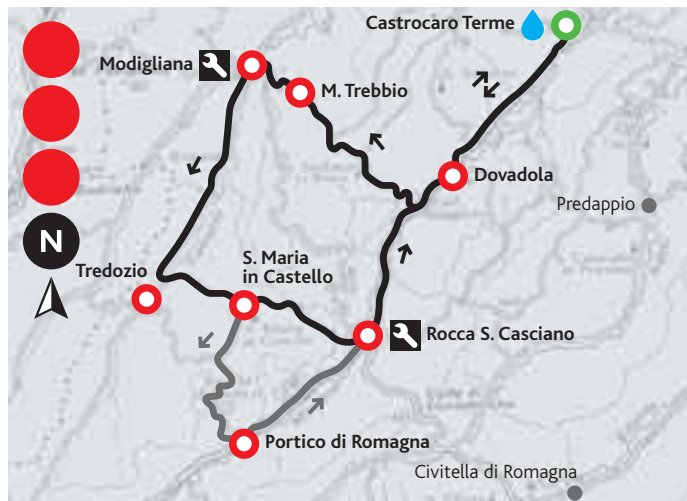 Castrocaro Terme
Modigliana
M. Trebbio
Dovadola
Predappio
N
S. Maria
in Castello
Tredozio
Rocca S. Casciano
Portico di Romagna
Civitella di Romagna